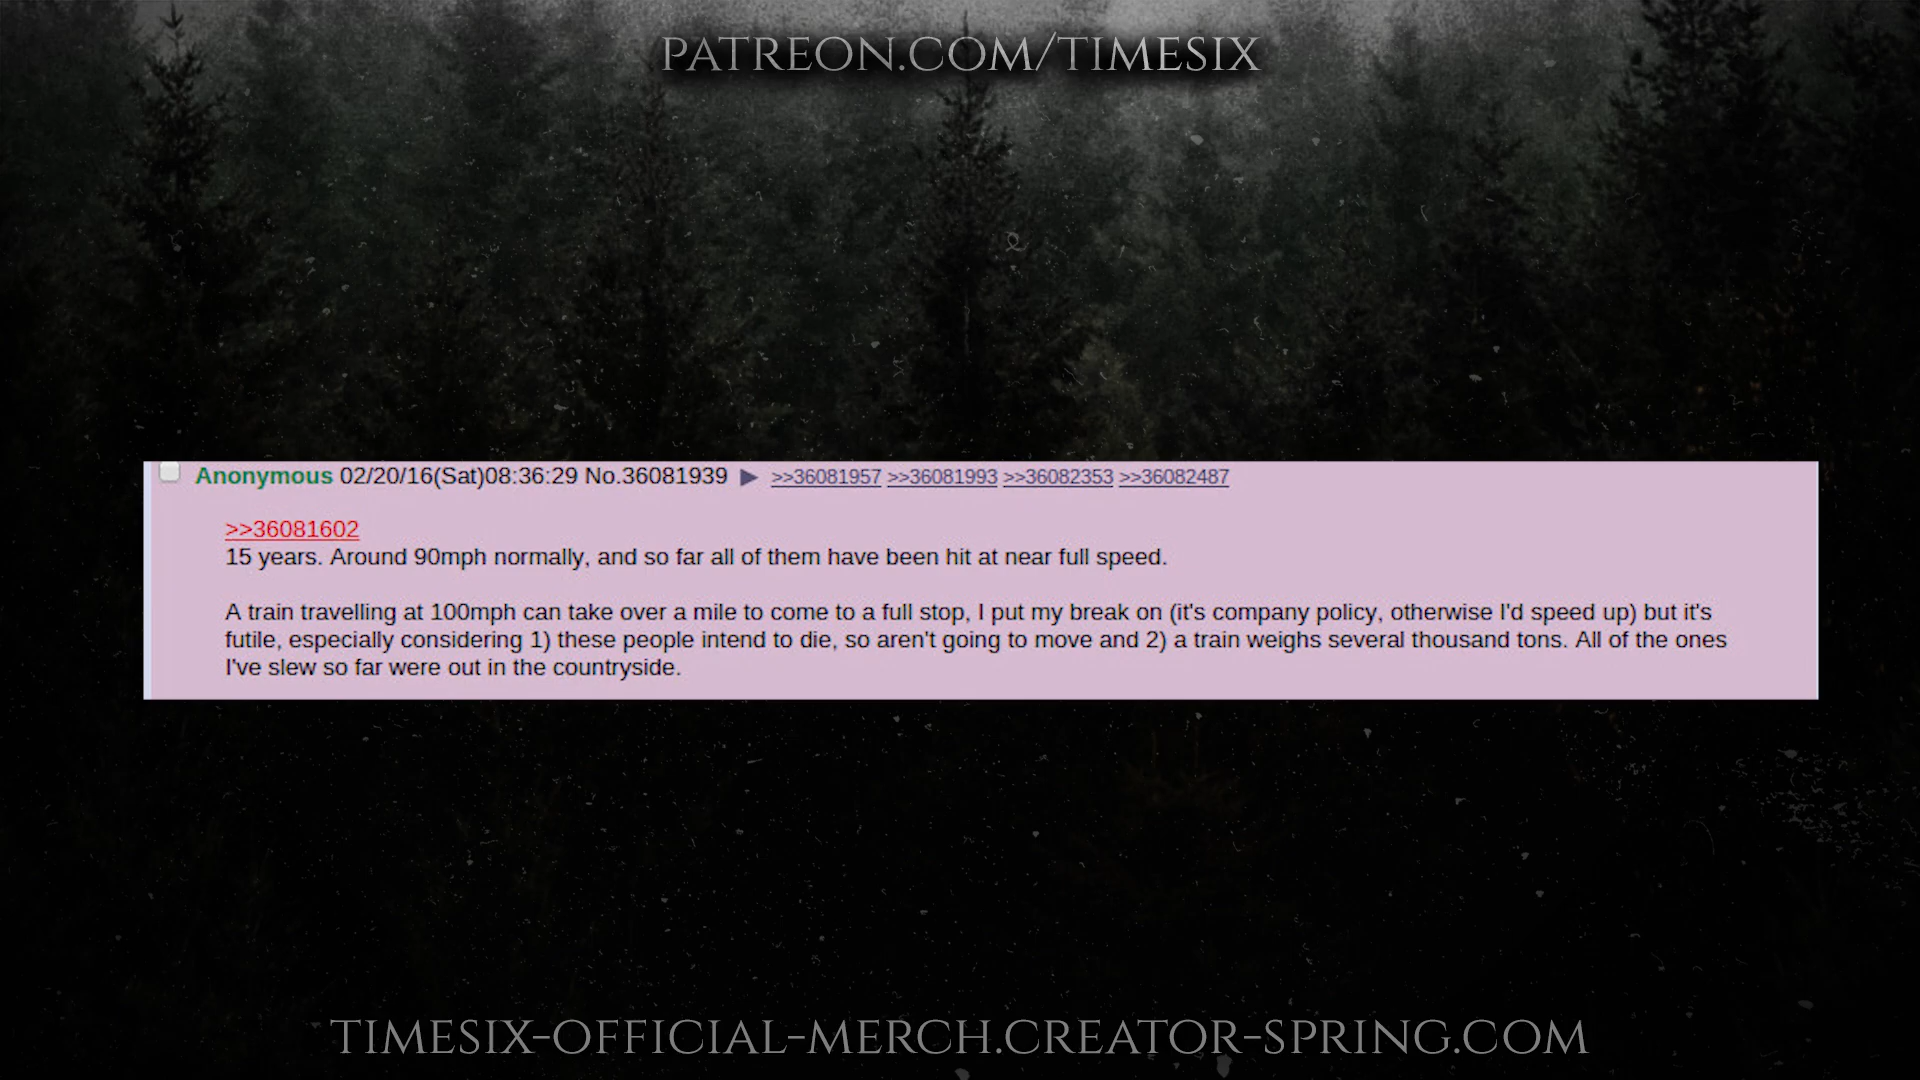 PATREON.COM/TIMESIX
Anonymous 02/20/16(Sat)08:36:29 No.36081939 ▶ >>36081957 >>36081993 >>36082353 >>36082487
>>36081602
15 years. Around 90mph normally, and so far all of them have been hit at near full speed.
A train travelling at 100mph can take over a mile to come to a full stop, I put my break on (it's company policy, otherwise I'd speed up) but it's
futile, especially considering 1) these people intend to die, so aren't going to move and 2) a train weighs several thousand tons. All of the ones
I've slew so far were out in the countryside.
TIMESIX-OFFICIAL-MERCH.CREATOR-SPRING.COM